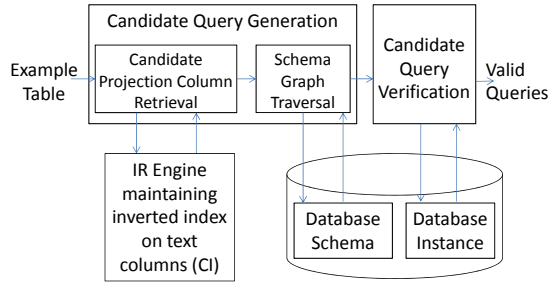 Candidate Query Generation
Example
Table
Candidate
Projection Column
Retrieval
Schema
Graph
Traversal
Candidate
Query
Verification
Valid
Queries
IR Engine
maintaining
inverted index
on text
columns (CI)
Database
Schema
Database
Instance